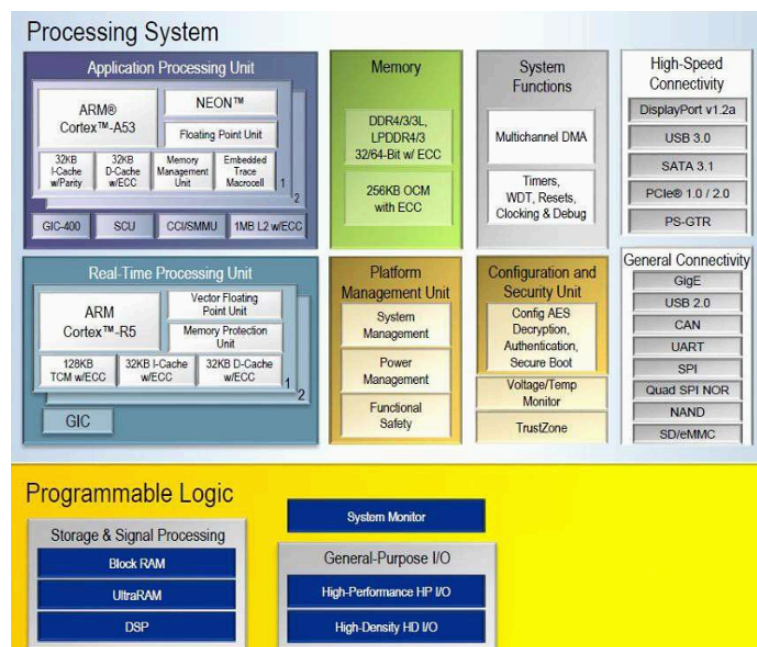 Processing System
Application Processing Unit
ARM®
Cortex™-A53
NEON™
Floating Point Unit
32KB
I-Cache
w/Parity
32KB
D-Cache
w/ECC
Memory
Management
Unit
Embedded
Trace
Macrocell
1
2
GIC-400
SCU
CCI/SMMU
1MB L2 w/ECC
Memory
DDR4/3/3L,
LPDDR4/3
32/64-Bit w/ ECC
256KB OCM
with ECC
System
Functions
Multichannel DMA
Timers,
WDT, Resets,
Clocking & Debug
High-Speed
Connectivity
DisplayPort v1.2a
USB 3.0
SATA 3.1
PCIe® 1.0 / 2.0
PS-GTR
Real-Time Processing Unit
ARM
Cortex™-R5
Vector Floating
Point Unit
Memory Protection
Unit
128KB
TCM w/ECC
32KB I-Cache
w/ECC
32KB D-Cache
w/ECC
1
2
GIC
Platform
Management Unit
System
Management
Power
Management
Functional
Safety
Configuration and
Security Unit
Config AES
Decryption,
Authentication,
Secure Boot
Voltage/Temp
Monitor
TrustZone
General Connectivity
GigE
USB 2.0
CAN
UART
SPI
Quad SPI NOR
NAND
SD/eMMC
Programmable Logic
Storage & Signal Processing
Block RAM
UltraRAM
DSP
System Monitor
General-Purpose I/O
High-Performance HP I/O
High-Density HD I/O